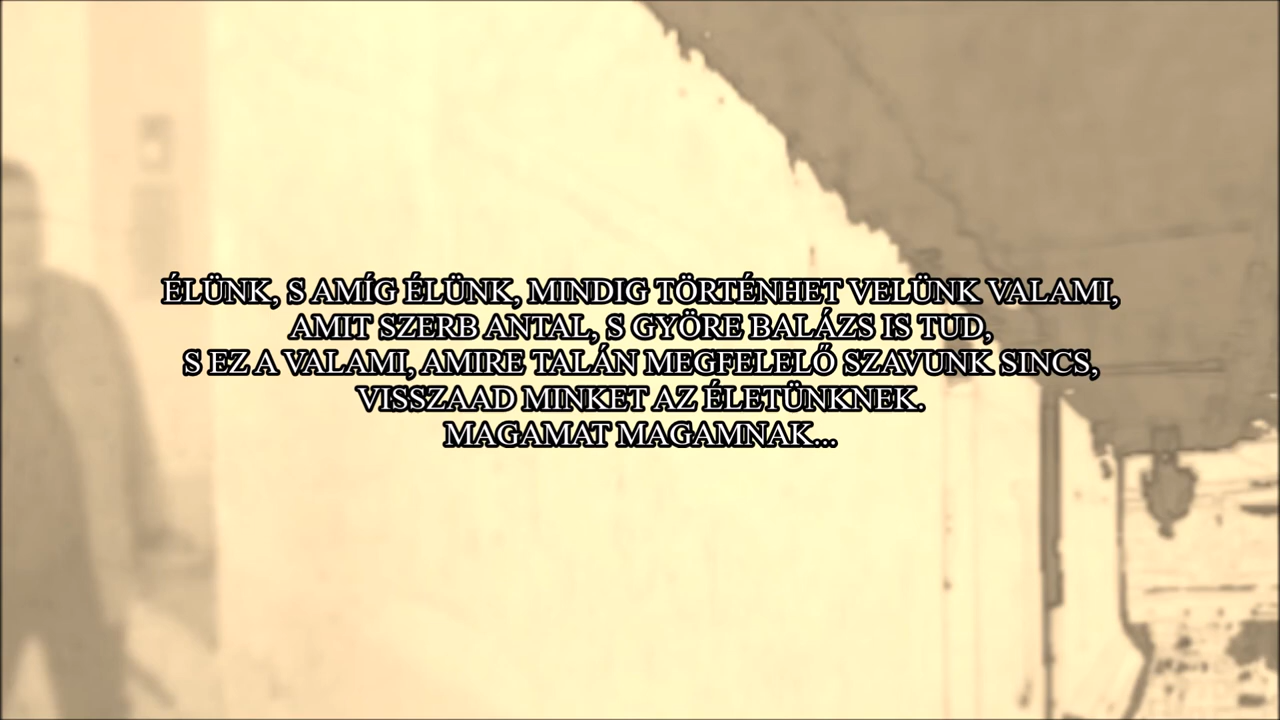 ÉLÜNK, S AMÍG ÉLÜNK, MINDIG TÖRTÉNHET VELÜNK VALAMI,
AMIT SZERB ANTAL, S GYÖRE BALÁZS IS TUD,
S EZ A VALAMI, AMIRE TALÁN MEGFELELŐ SZAVUNK SINCS,
VISSZAAD MINKET AZ ÉLETÜNKNEK.
MAGAMAT MAGAMNAK...